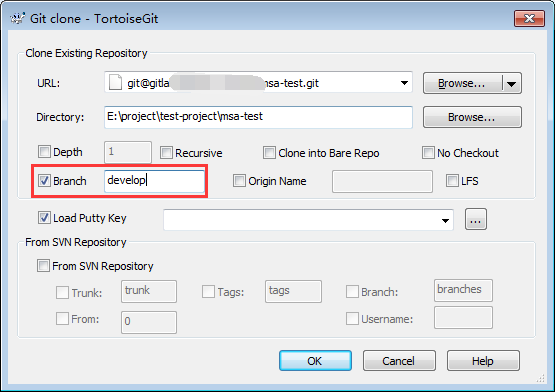 Git clone - TortoiseGit
Clone Existing Repository
URL: git@gitla msa-test.git Browse...
Directory: E:\project\test-project\msa-test Browse...
Depth 1 Recursive Clone into Bare Repo No Checkout
Branch develop Origin Name LFS
Load Putty Key ...
From SVN Repository
From SVN Repository
Trunk: trunk Tags: tags Branch: branches
From: 0 Username:
OK Cancel Help